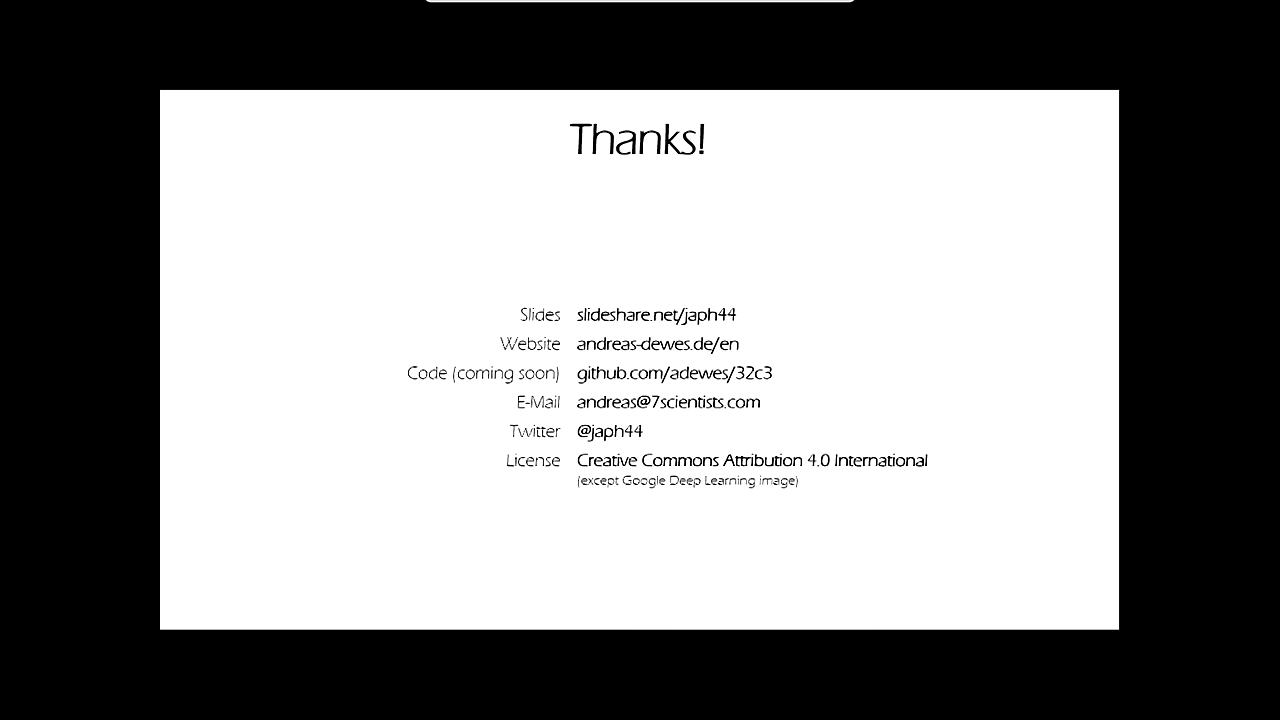 Thanks!
Slides slideshare.net/japh44
Website andreas-dewes.de/en
Code (coming soon) github.com/adewes/32c3
E-Mail andreas@7scientists.com
Twitter @japh44
License Creative Commons Attribution 4.0 International
(except Google Deep Learning image)